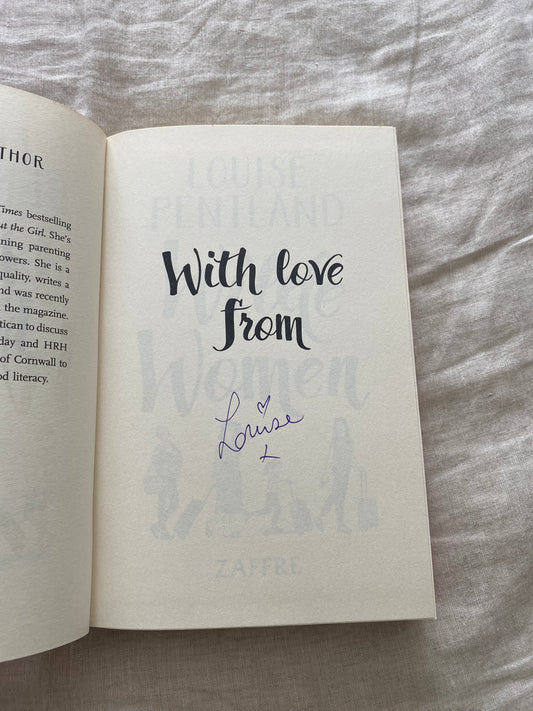 THOR
Times bestselling
ut the Girl. She's
ning parenting
owers. She is a
quality, writes a
nd was recently
the magazine.
tican to discuss
day and HRH
of Cornwall to
d literacy.
LOUISE
PENTLAND
With love
from
Women
Louise
ZAFFRE